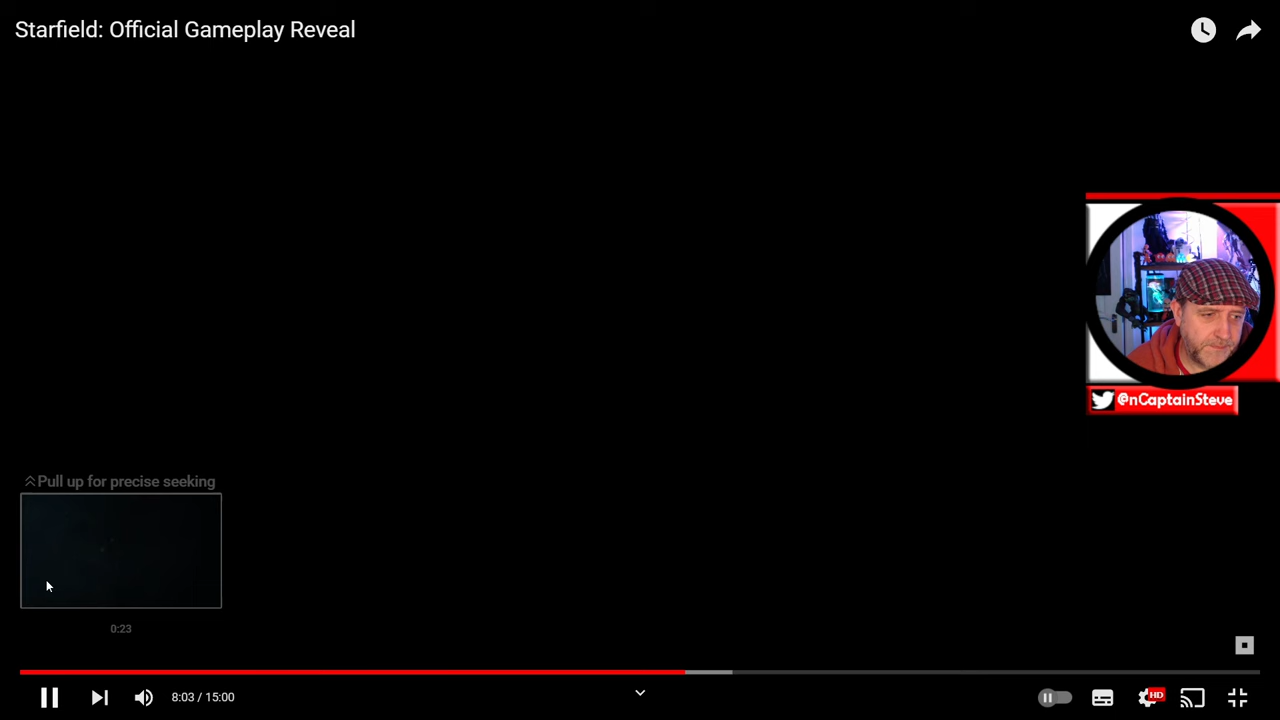 Starfield: Official Gameplay Reveal
@nCaptainSteve
Pull up for precise seeking
0:23
8:03 / 15:00
HD